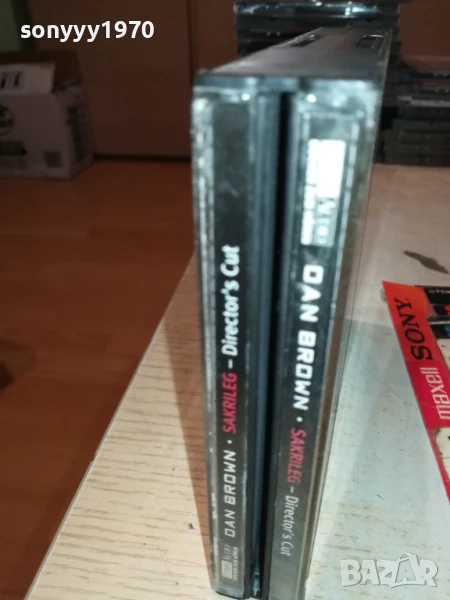 sonyyy1970
DAN BROWN · SAKRILEG – Director's Cut
DAN BROWN · SAKRILEG – Director's Cut
SONY
maxell
BAZAR